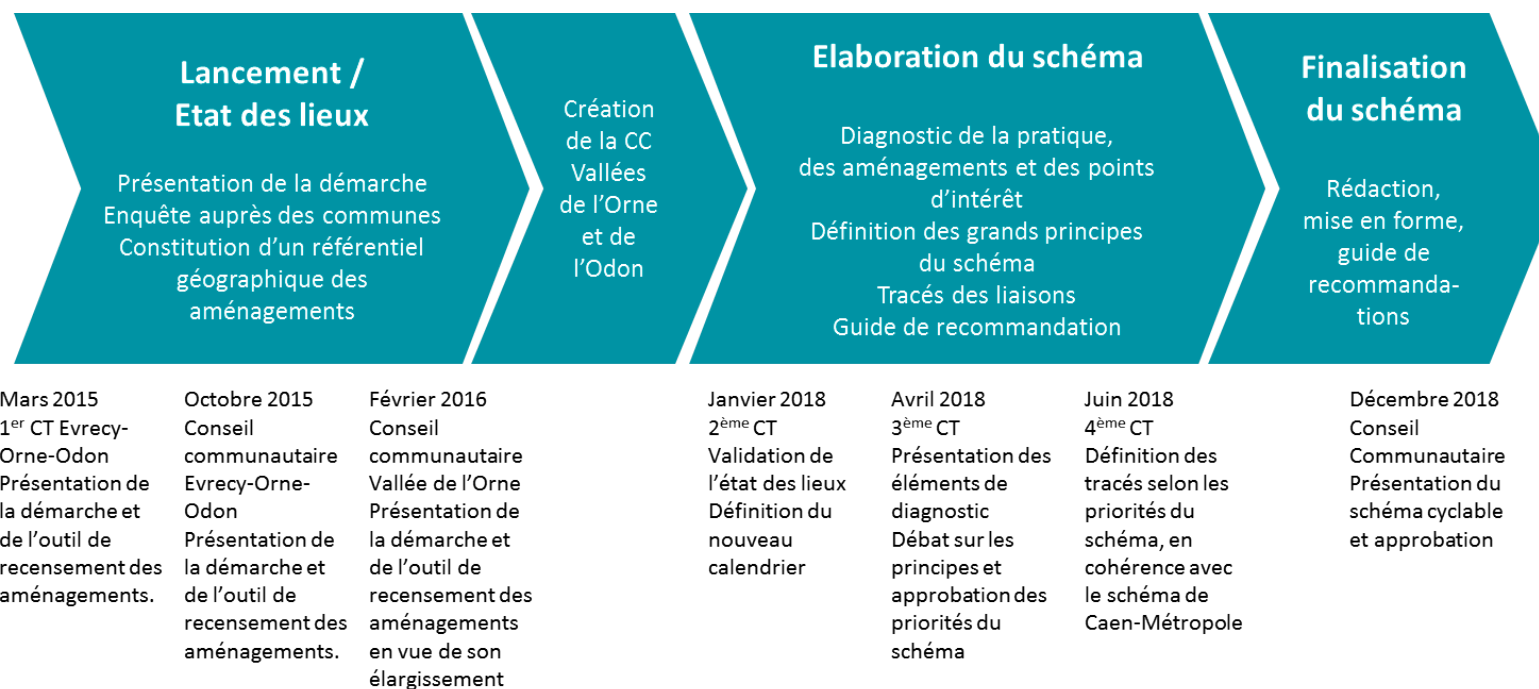 Lancement /
Etat des lieux
Présentation de la démarche
Enquête auprès des communes
Constitution d’un référentiel
géographique des
aménagements
Création
de la CC
Vallées
de l’Orne
et de
l’Odon
Elaboration du schéma
Diagnostic de la pratique,
des aménagements et des points
d’intérêt
Définition des grands principes
du schéma
Tracés des liaisons
Guide de recommandation
Finalisation
du schéma
Rédaction,
mise en forme,
guide de
recommanda-
tions
Mars 2015
1er CT Evrecy-
Orne-Odon
Présentation de
la démarche et
de l’outil de
recensement des
aménagements.
Octobre 2015
Conseil
communautaire
Evrecy-Orne-
Odon
Présentation de
la démarche et
de l’outil de
recensement des
aménagements.
Février 2016
Conseil
communautaire
Vallée de l’Orne
Présentation de
la démarche et
de l’outil de
recensement des
aménagements
en vue de son
élargissement
Janvier 2018
2ème CT
Validation de
l’état des lieux
Définition du
nouveau
calendrier
Avril 2018
3ème CT
Présentation des
éléments de
diagnostic
Débat sur les
principes et
approbation des
priorités du
schéma
Juin 2018
4ème CT
Définition des
tracés selon les
priorités du
schéma, en
cohérence avec
le schéma de
Caen-Métropole
Décembre 2018
Conseil
Communautaire
Présentation du
schéma cyclable
et approbation